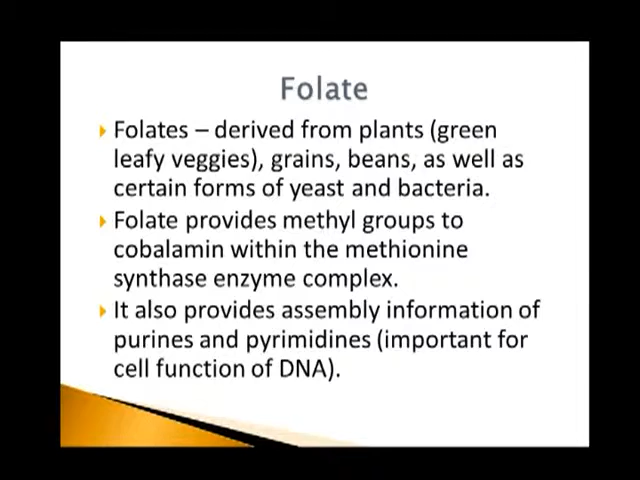 Folate
Folates – derived from plants (green
leafy veggies), grains, beans, as well as
certain forms of yeast and bacteria.
Folate provides methyl groups to
cobalamin within the methionine
synthase enzyme complex.
It also provides assembly information of
purines and pyrimidines (important for
cell function of DNA).